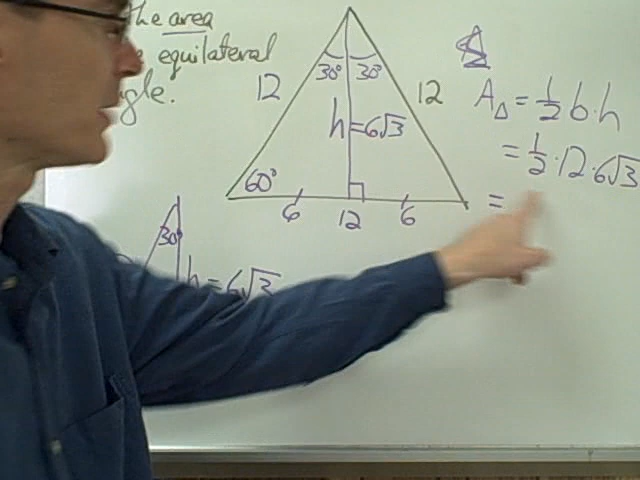 the area
equilateral
gle.
30° 30°
12
12
h=6√3
60°
6 12 6
A△ = ½ b·h
= ½·12·6√3
=
30°
h=6√3